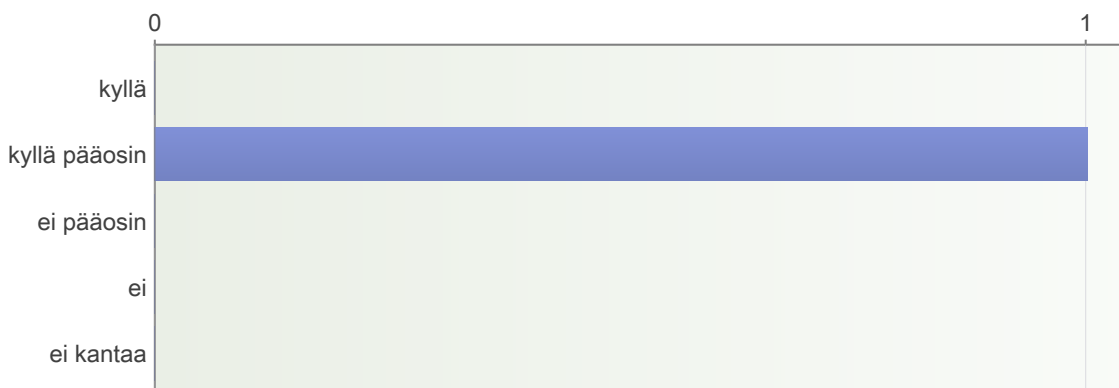 0 1
kyllä
kyllä pääosin
ei pääosin
ei
ei kantaa